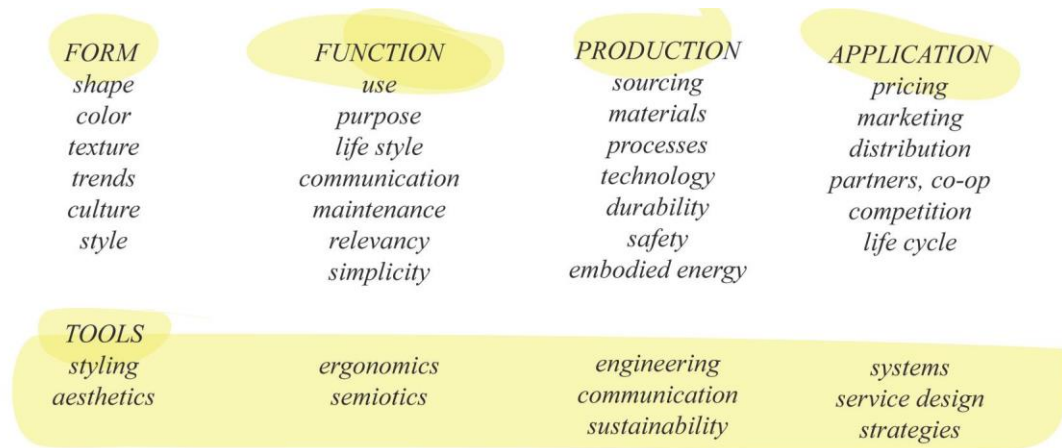 FORM
shape
color
texture
trends
culture
style
FUNCTION
use
purpose
life style
communication
maintenance
relevancy
simplicity
PRODUCTION
sourcing
materials
processes
technology
durability
safety
embodied energy
APPLICATION
pricing
marketing
distribution
partners, co-op
competition
life cycle
TOOLS
styling
aesthetics
ergonomics
semiotics
engineering
communication
sustainability
systems
service design
strategies